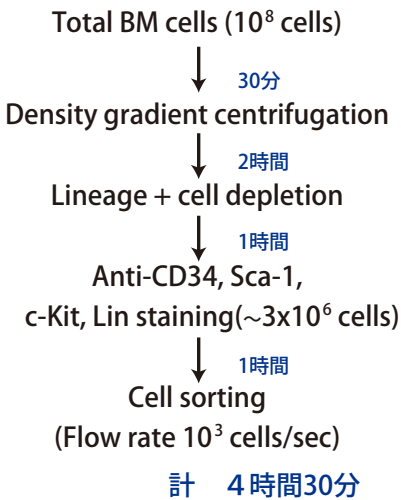 Total BM cells (10⁸ cells)
30分
Density gradient centrifugation
2時間
Lineage + cell depletion
1時間
Anti-CD34, Sca-1,
c-Kit, Lin staining(~3x10⁶ cells)
1時間
Cell sorting
(Flow rate 10³ cells/sec)
計　4時間30分